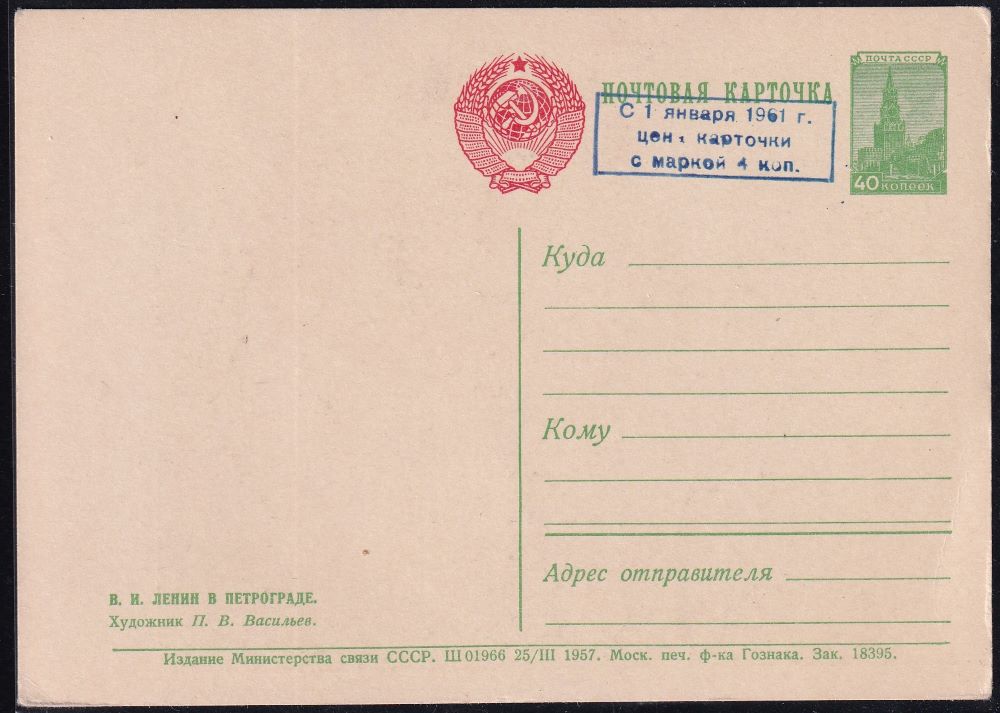 ПОЧТОВАЯ КАРТОЧКА
ПОЧТА СССР
С 1 января 1961 г.
цен. карточки
с маркой 4 коп.
40 КОПЕЕК
Куда
Кому
Адрес отправителя
В. И. ЛЕНИН В ПЕТРОГРАДЕ.
Художник П. В. Васильев.
Издание Министерства связи СССР. Ш 01966 25/III 1957. Моск. печ. ф-ка Гознака. Зак. 18395.